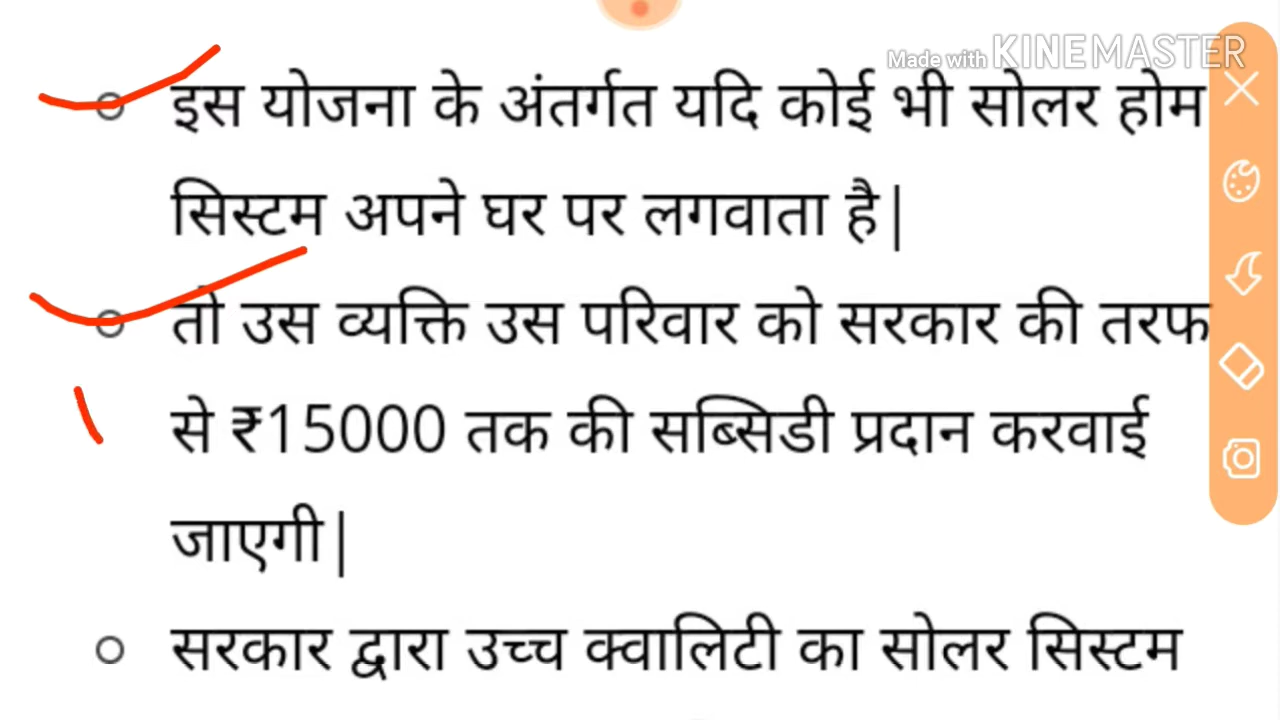 Made with KINEMASTER
इस योजना के अंतर्गत यदि कोई भी सोलर होम
सिस्टम अपने घर पर लगवाता है|
तो उस व्यक्ति उस परिवार को सरकार की तरफ
से ₹15000 तक की सब्सिडी प्रदान करवाई
जाएगी|
सरकार द्वारा उच्च क्वालिटी का सोलर सिस्टम